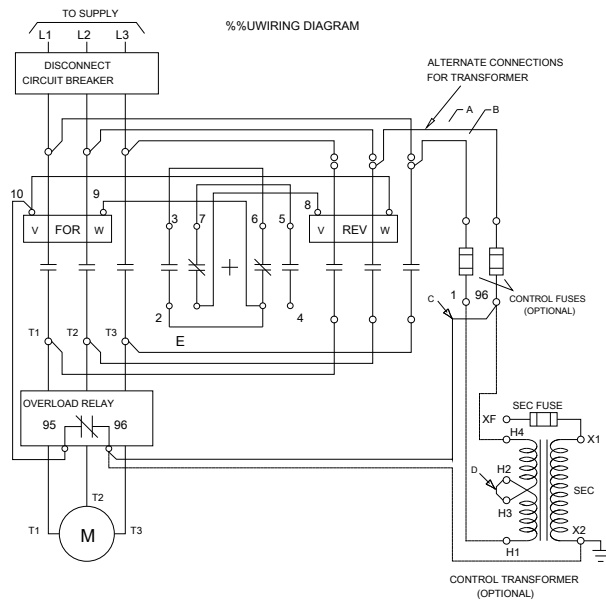 TO SUPPLY
%%UWIRING DIAGRAM
L1 L2 L3
DISCONNECT
CIRCUIT BREAKER
ALTERNATE CONNECTIONS
FOR TRANSFORMER
A B
10 9 3 7 6 5 8
V FOR W
V REV W
2 4
E
C 1 96
CONTROL FUSES
(OPTIONAL)
T1 T2 T3
OVERLOAD RELAY
95 96
SEC FUSE
XF
H4 X1
D H2
SEC
H3
T2
T1 M T3
X2
H1
CONTROL TRANSFORMER
(OPTIONAL)